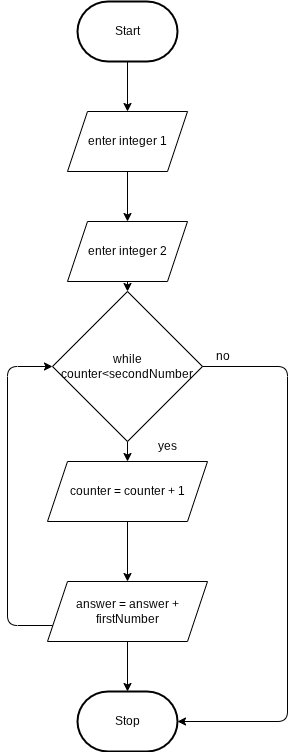 Start
enter integer 1
enter integer 2
while
counter<secondNumber
no
yes
counter = counter + 1
answer = answer +
firstNumber
Stop